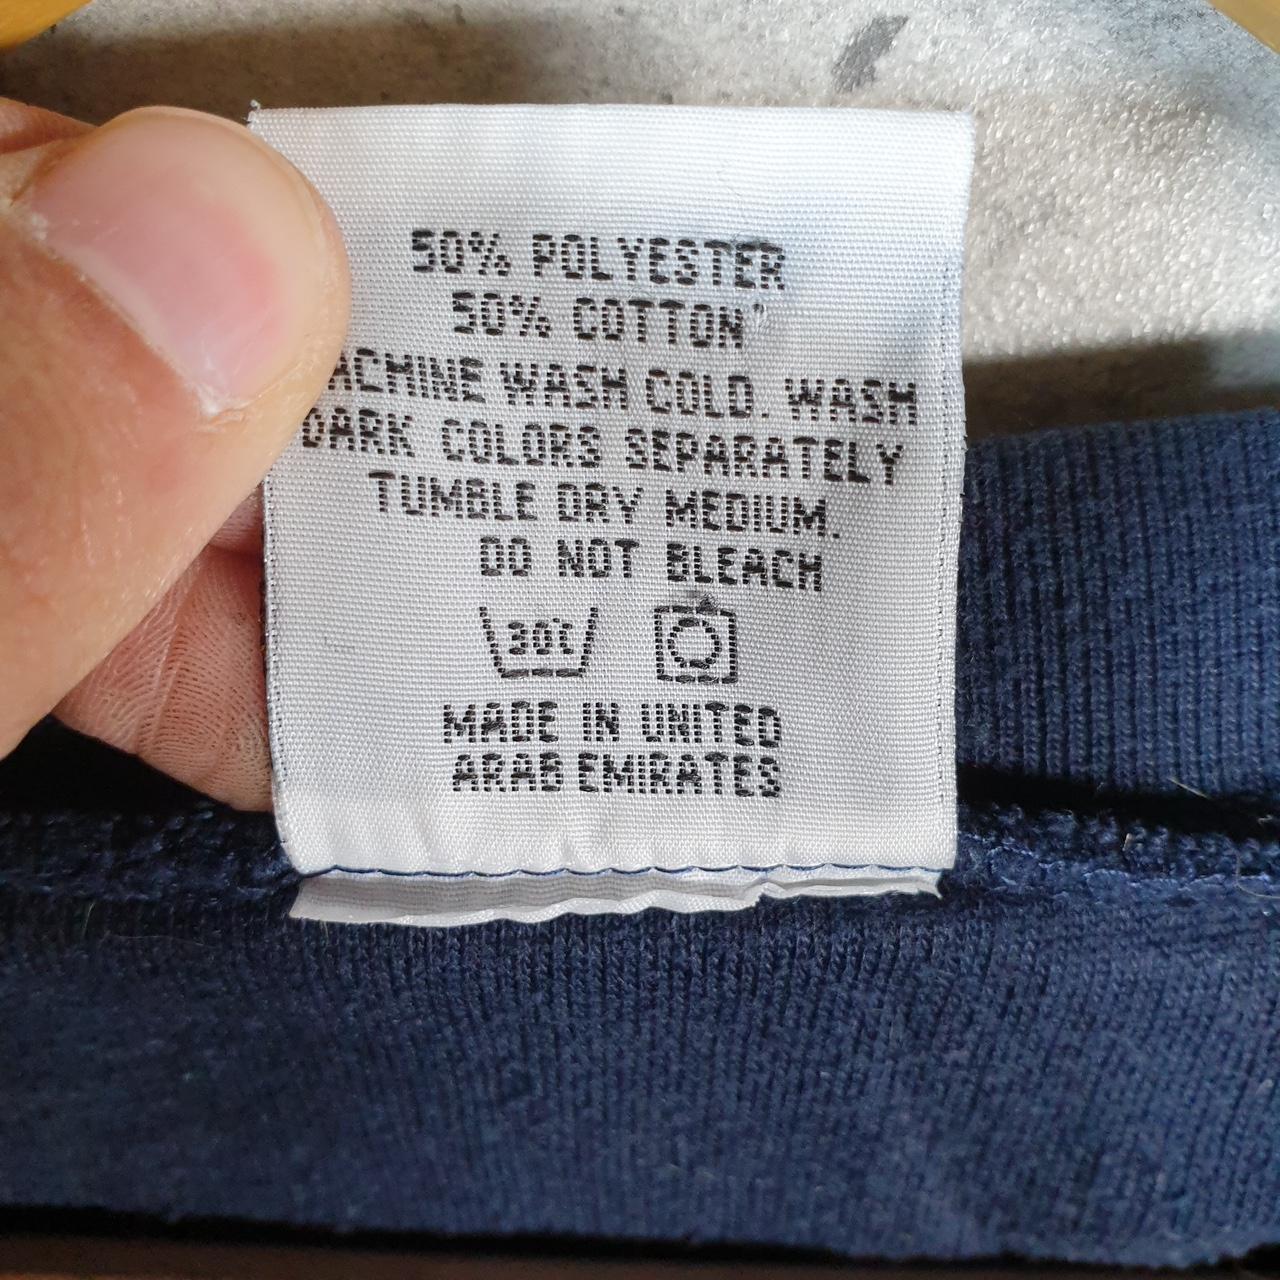 50% POLYESTER
50% COTTON
ACHINE WASH COLD. WASH
DARK COLORS SEPARATELY
TUMBLE DRY MEDIUM.
DO NOT BLEACH
30°C
MADE IN UNITED
ARAB EMIRATES